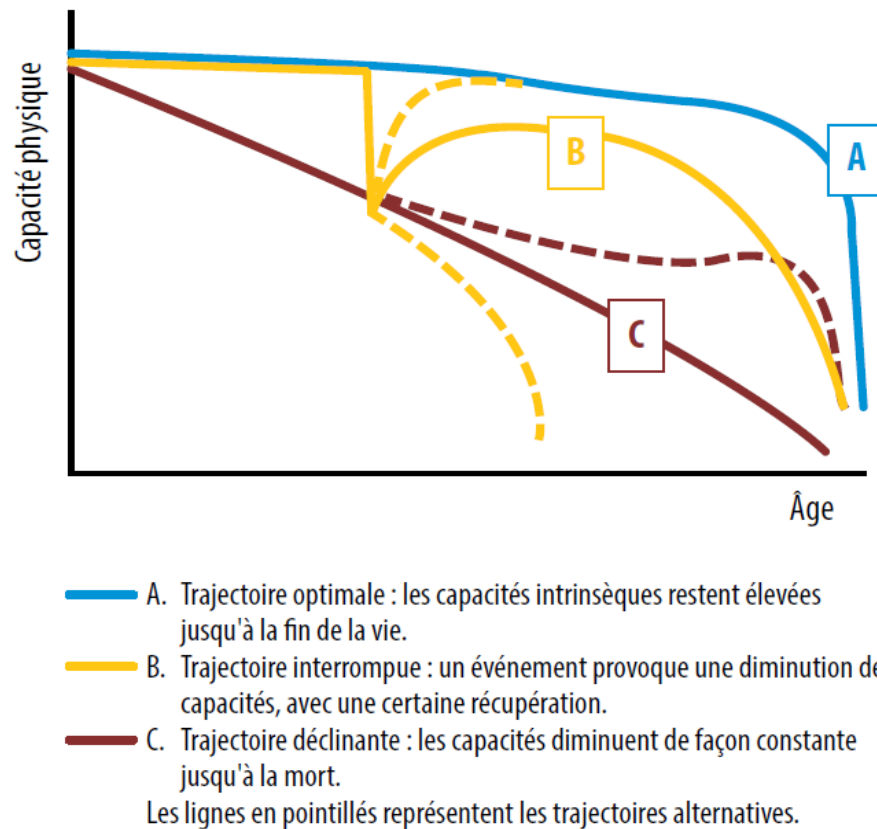 Capacité physique
A
B
C
Âge
A. Trajectoire optimale : les capacités intrinsèques restent élevées
jusqu'à la fin de la vie.
B. Trajectoire interrompue : un événement provoque une diminution de
capacités, avec une certaine récupération.
C. Trajectoire déclinante : les capacités diminuent de façon constante
jusqu'à la mort.
Les lignes en pointillés représentent les trajectoires alternatives.